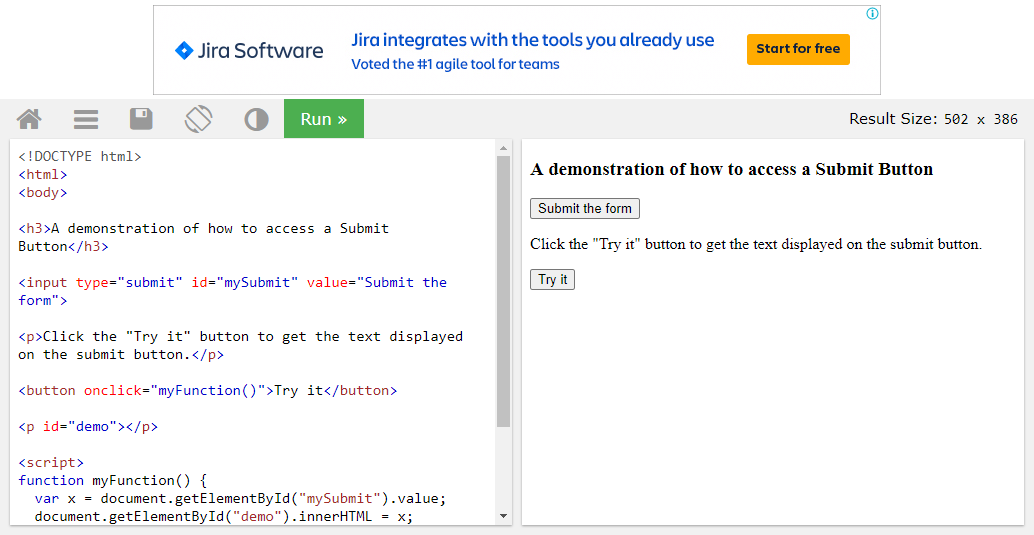 Jira Software
Jira integrates with the tools you already use
Voted the #1 agile tool for teams
Start for free
Run »
Result Size: 502 x 386
<!DOCTYPE html>
<html>
<body>
<h3>A demonstration of how to access a Submit
Button</h3>
<input type="submit" id="mySubmit" value="Submit the
form">
<p>Click the "Try it" button to get the text displayed
on the submit button.</p>
<button onclick="myFunction()">Try it</button>
<p id="demo"></p>
<script>
function myFunction() {
  var x = document.getElementById("mySubmit").value;
  document.getElementById("demo").innerHTML = x;
A demonstration of how to access a Submit Button
Submit the form
Click the "Try it" button to get the text displayed on the submit button.
Try it